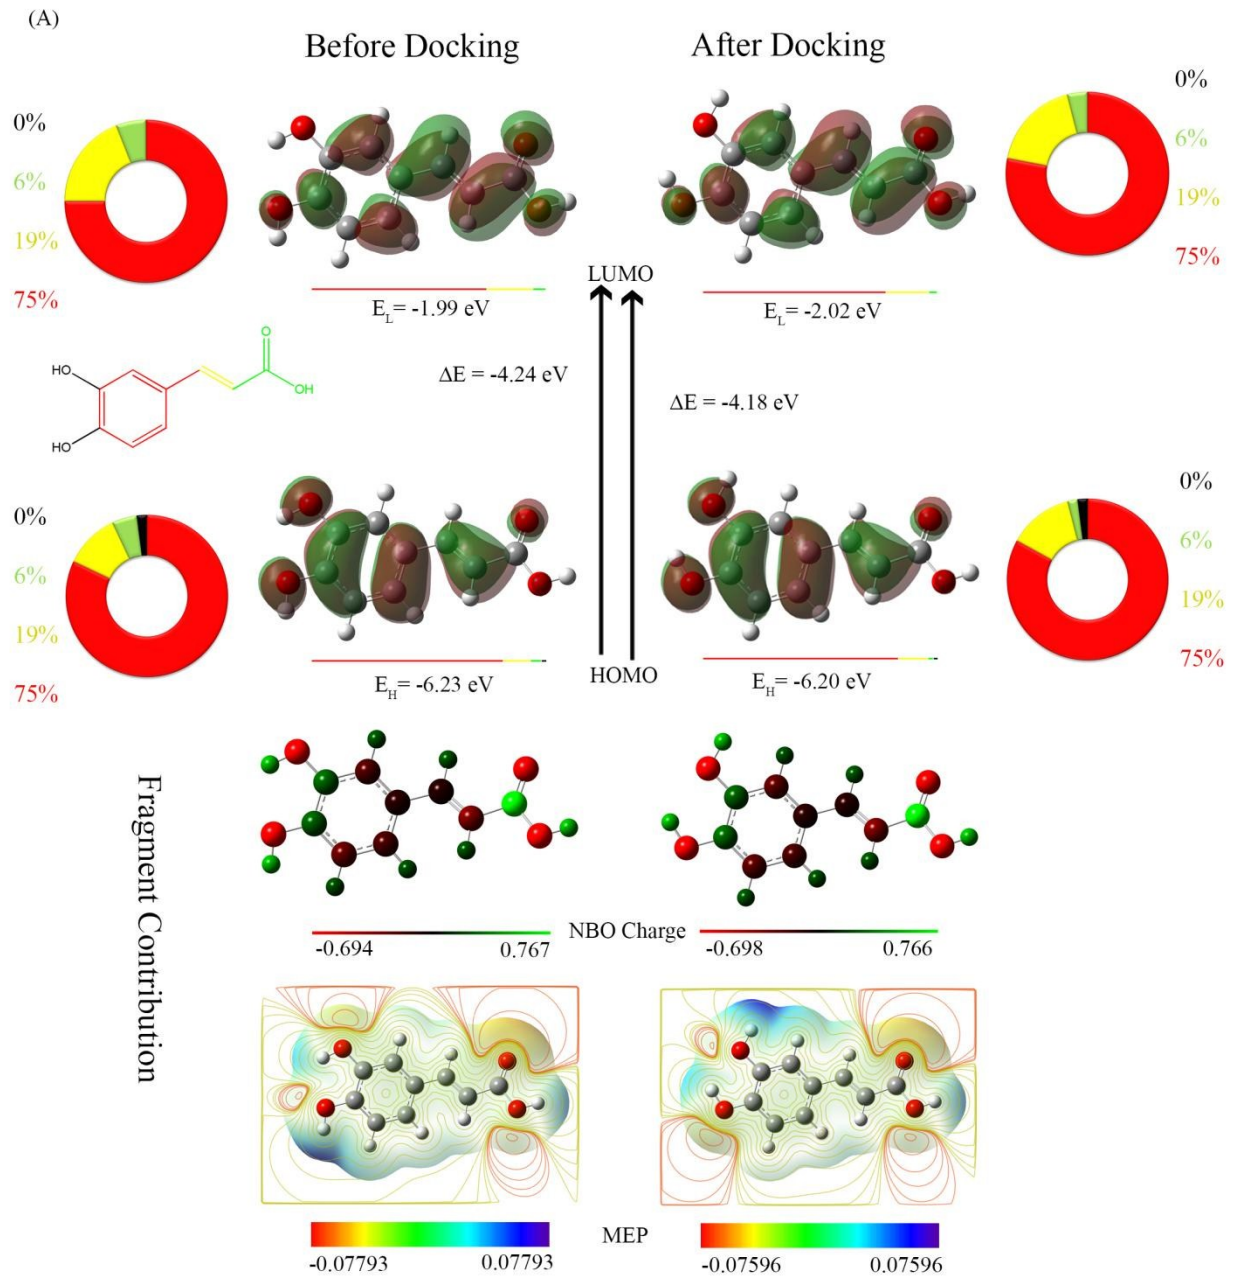 (A)
Before Docking
After Docking
0%
6%
19%
75%
0%
6%
19%
75%
LUMO
E_L= -1.99 eV
E_L= -2.02 eV
ΔE = -4.24 eV
ΔE = -4.18 eV
HO
HO
O
OH
0%
6%
19%
75%
0%
6%
19%
75%
HOMO
E_H= -6.23 eV
E_H= -6.20 eV
Fragment Contribution
NBO Charge
-0.694
0.767
-0.698
0.766
MEP
-0.07793
0.07793
-0.07596
0.07596